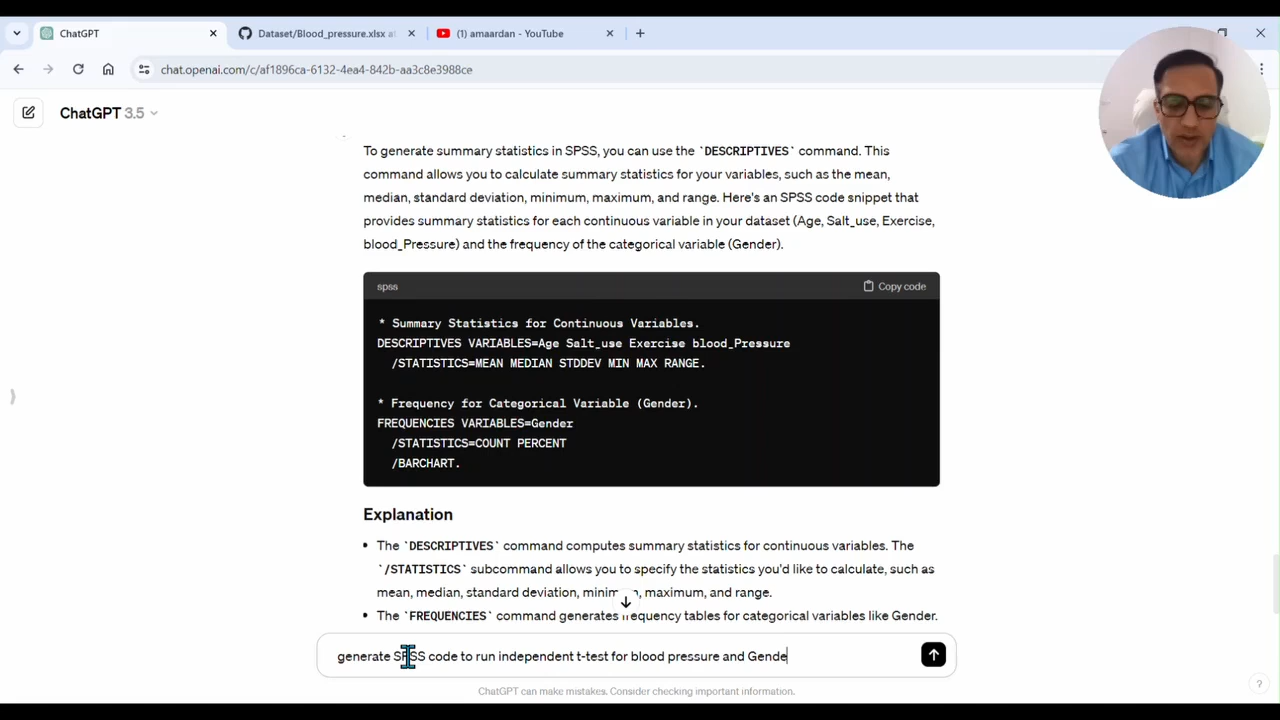 ChatGPT
Dataset/Blood_pressure.xlsx at
(1) amaardan - YouTube
chat.openai.com/c/af1896ca-6132-4ea4-842b-aa3c8e3988ce
ChatGPT 3.5
To generate summary statistics in SPSS, you can use the `DESCRIPTIVES` command. This
command allows you to calculate summary statistics for your variables, such as the mean,
median, standard deviation, minimum, maximum, and range. Here's an SPSS code snippet that
provides summary statistics for each continuous variable in your dataset (Age, Salt_use, Exercise,
blood_Pressure) and the frequency of the categorical variable (Gender).
spss
Copy code
* Summary Statistics for Continuous Variables.
DESCRIPTIVES VARIABLES=Age Salt_use Exercise blood_Pressure
/STATISTICS=MEAN MEDIAN STDDEV MIN MAX RANGE.
* Frequency for Categorical Variable (Gender).
FREQUENCIES VARIABLES=Gender
/STATISTICS=COUNT PERCENT
/BARCHART.
Explanation
• The `DESCRIPTIVES` command computes summary statistics for continuous variables. The
`/STATISTICS` subcommand allows you to specify the statistics you'd like to calculate, such as
mean, median, standard deviation, minimum, maximum, and range.
• The `FREQUENCIES` command generates frequency tables for categorical variables like Gender.
generate SPSS code to run independent t-test for blood pressure and Gende
ChatGPT can make mistakes. Consider checking important information.
?